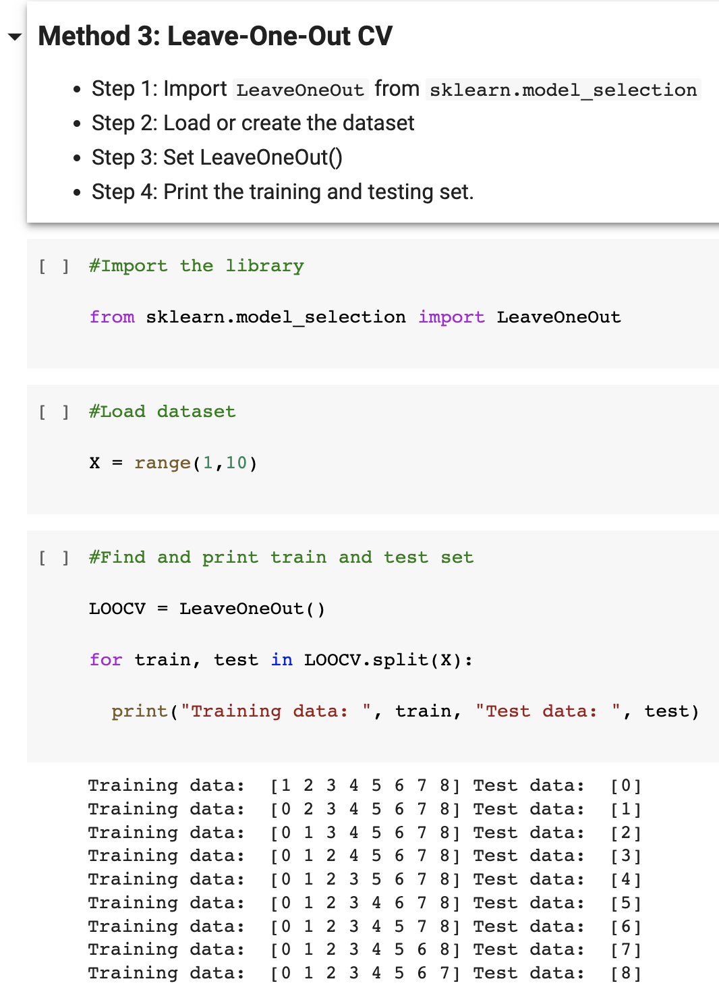 Method 3: Leave-One-Out CV
• Step 1: Import LeaveOneOut from sklearn.model_selection
• Step 2: Load or create the dataset
• Step 3: Set LeaveOneOut()
• Step 4: Print the training and testing set.
[ ] #Import the library
from sklearn.model_selection import LeaveOneOut
[ ] #Load dataset
X = range(1,10)
[ ] #Find and print train and test set
LOOCV = LeaveOneOut()
for train, test in LOOCV.split(X):
print("Training data: ", train, "Test data: ", test)
Training data:  [1 2 3 4 5 6 7 8] Test data:  [0]
Training data:  [0 2 3 4 5 6 7 8] Test data:  [1]
Training data:  [0 1 3 4 5 6 7 8] Test data:  [2]
Training data:  [0 1 2 4 5 6 7 8] Test data:  [3]
Training data:  [0 1 2 3 5 6 7 8] Test data:  [4]
Training data:  [0 1 2 3 4 6 7 8] Test data:  [5]
Training data:  [0 1 2 3 4 5 7 8] Test data:  [6]
Training data:  [0 1 2 3 4 5 6 8] Test data:  [7]
Training data:  [0 1 2 3 4 5 6 7] Test data:  [8]